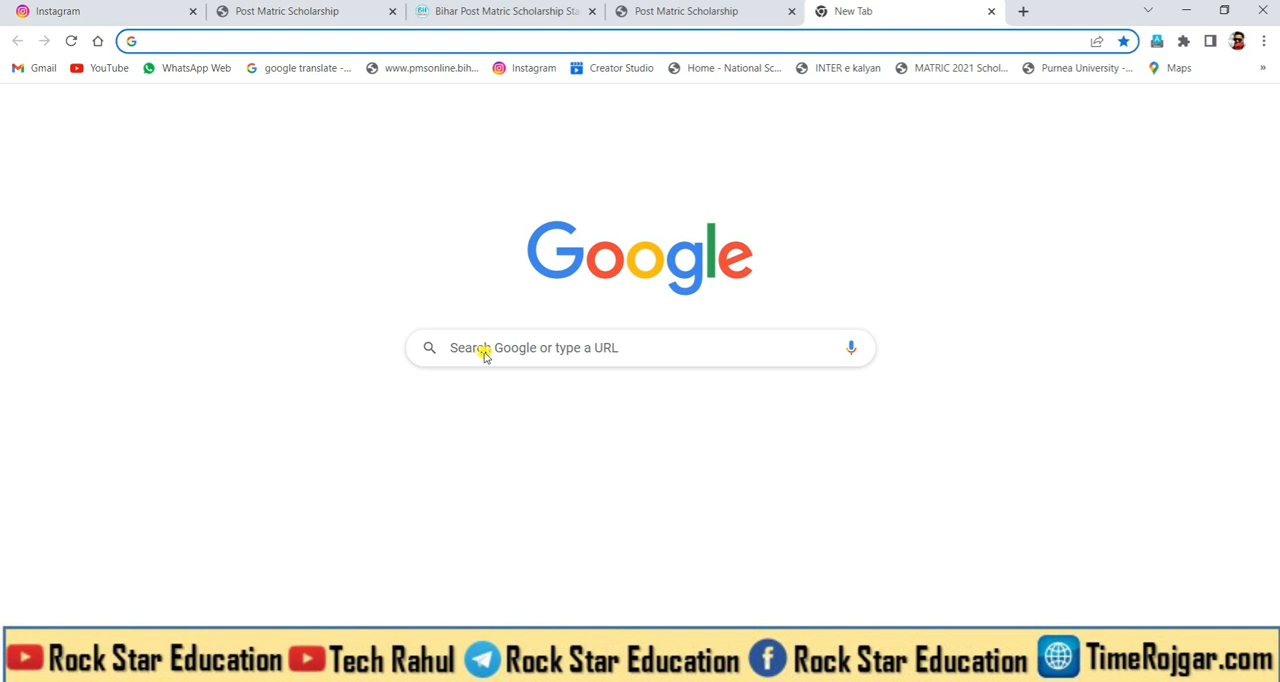 Instagram
Post Matric Scholarship
Bihar Post Matric Scholarship Sta
Post Matric Scholarship
New Tab
Gmail
YouTube
WhatsApp Web
google translate -...
www.pmsonline.bih...
Instagram
Creator Studio
Home - National Sc...
INTER e kalyan
MATRIC 2021 Schol...
Purnea University -...
Maps
Google
Search Google or type a URL
Rock Star Education
Tech Rahul
Rock Star Education
Rock Star Education
TimeRojgar.com